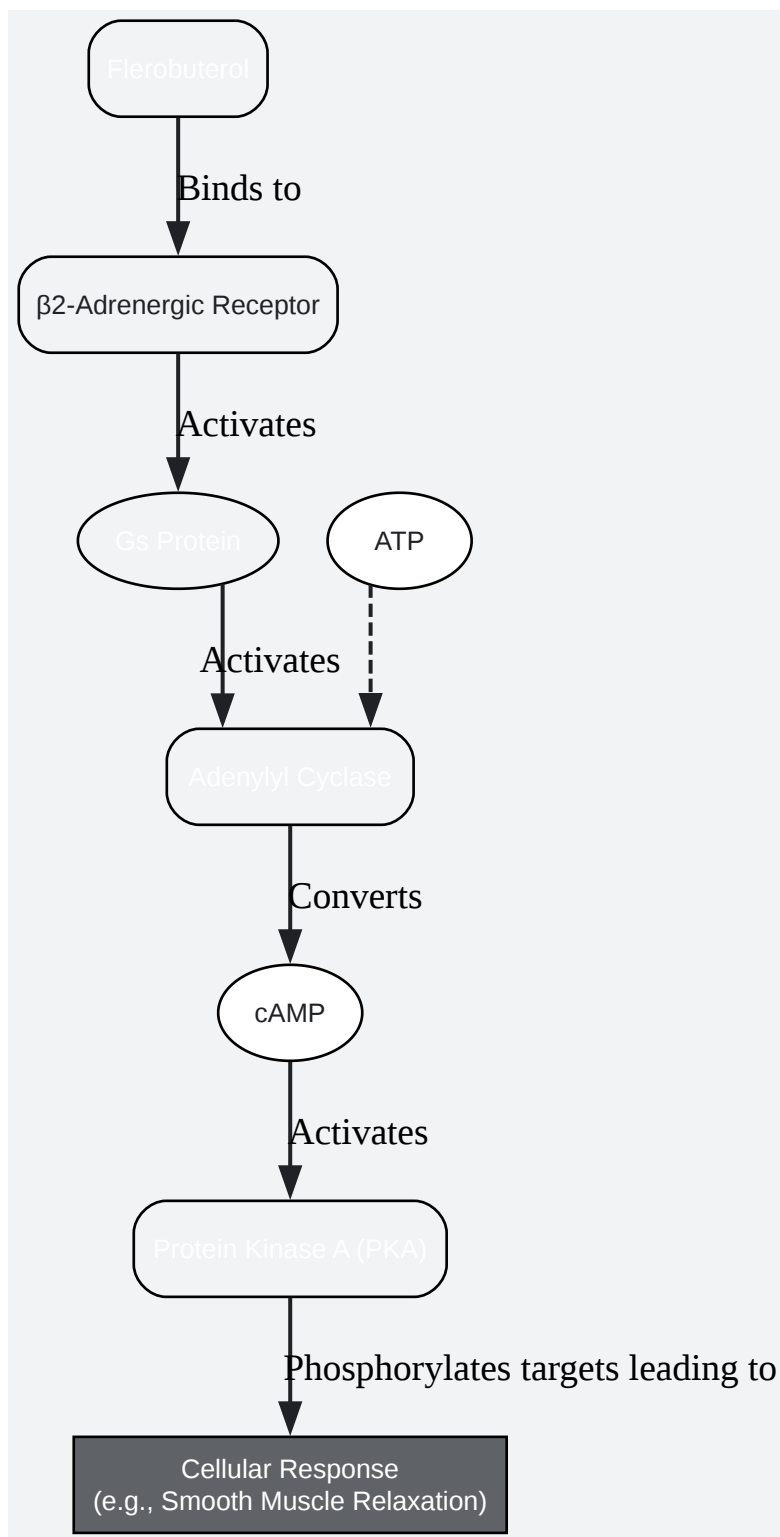 Flerobuterol
Binds to
β2-Adrenergic Receptor
Activates
Gs Protein
ATP
Activates
Adenylyl Cyclase
Converts
cAMP
Activates
Protein Kinase A (PKA)
Phosphorylates targets leading to
Cellular Response
(e.g., Smooth Muscle Relaxation)